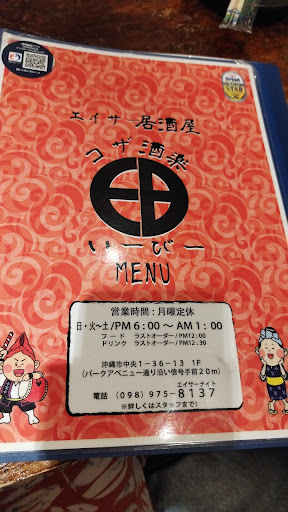 エイサー居酒屋
コザ酒楽
いーびー
MENU
営業時間:月曜定休
日・火～土/PM 6:00～AM 1:00
フード ラストオーダー/PM12:00
ドリンク ラストオーダー/PM12:30
沖縄市中央1-36-13 1F
(パークアベニュー通り沿い信号手前20m)
エイサーナイト
電話 (098)975-8137
※詳しくはスタッフまで!